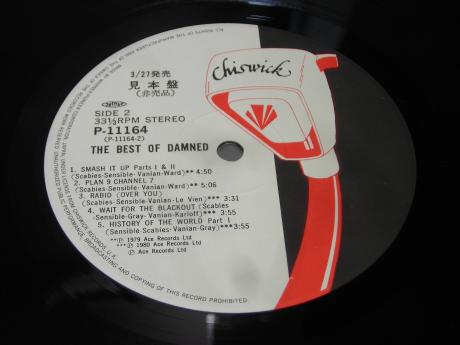 chiswick
3/27発売
見本盤
(非売品)
SIDE 2
33⅓RPM STEREO
P-11164
(P-11164-2)
THE BEST OF DAMNED
1. SMASH IT UP Parts I & II
(Scabies-Sensible-Vanian-Ward)** 4:50
2. PLAN 9 CHANNEL 7
(Scabies-Sensible-Vanian-Ward)** 5:06
3. RABID (OVER YOU)
(Scabies-Sensible-Vanian-Le Vien) *** 3:31
4. WAIT FOR THE BLACKOUT (Scabies
-Sensible-Gray-Vanian-Karloff) *** 3:55
5. HISTORY OF THE WORLD Part I
(Sensible-Scabies-Vanian-Gray)***3:55
**Ⓟ 1979 Ace Records Ltd
***Ⓟ 1980 Ace Records Ltd
Ⓟ Ace Records Ltd
BROADCASTING AND COPYING OF THIS RECORD PROHIBITED